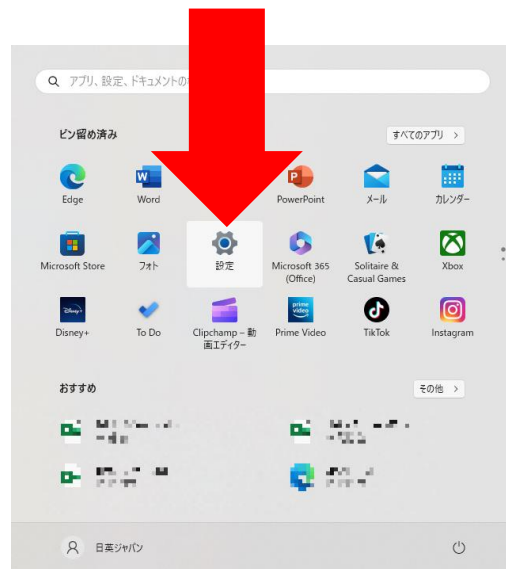 アプリ、設定、ドキュメントの
ピン留め済み
すべてのアプリ >
Edge
Word
PowerPoint
メール
カレンダー
Microsoft Store
フォト
設定
Microsoft 365
(Office)
Solitaire &
Casual Games
Xbox
Disney+
To Do
Clipchamp – 動
画エディター
Prime Video
TikTok
Instagram
おすすめ
その他 >
日英ジャパン